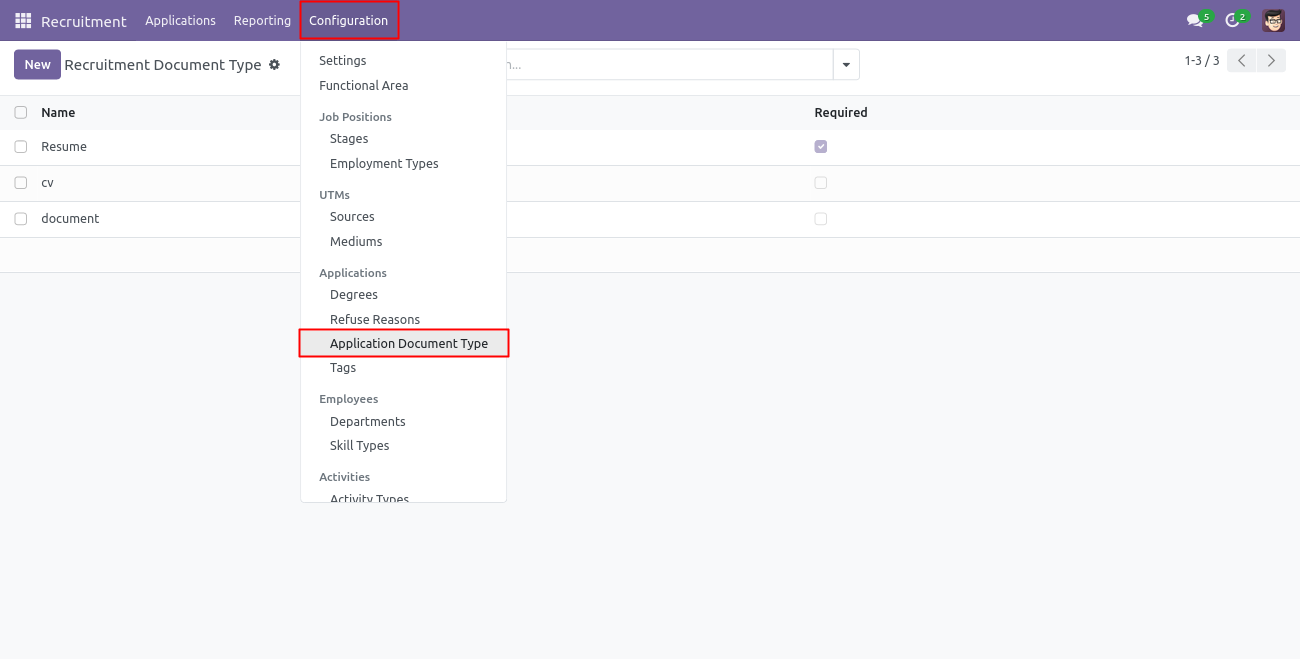 Recruitment Applications Reporting Configuration 5 2
New Recruitment Document Type 1-3 / 3
Name Required
Resume
cv
document
Settings
Functional Area
Job Positions
Stages
Employment Types
UTMs
Sources
Mediums
Applications
Degrees
Refuse Reasons
Application Document Type
Tags
Employees
Departments
Skill Types
Activities
Activity Types